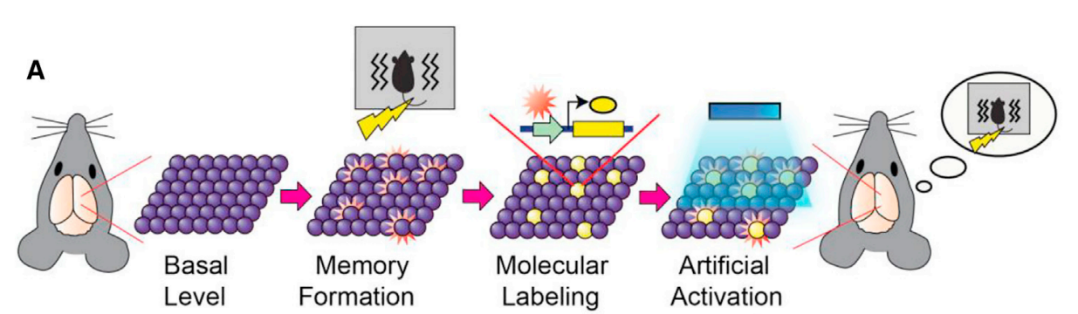 A
Basal
Level
Memory
Formation
Molecular
Labeling
Artificial
Activation